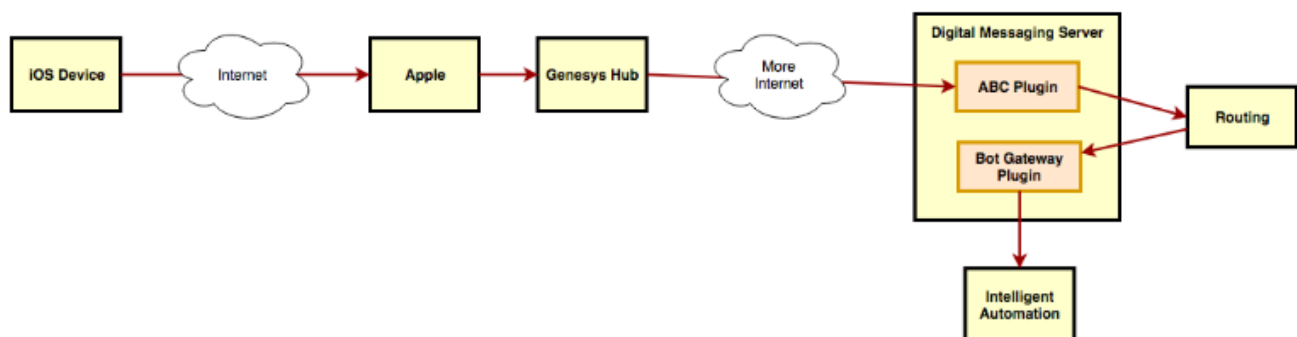 Digital Messaging Server
iOS Device
Internet
Apple
Genesys Hub
More
Internet
ABC Plugin
Routing
Bot Gateway
Plugin
Intelligent
Automation